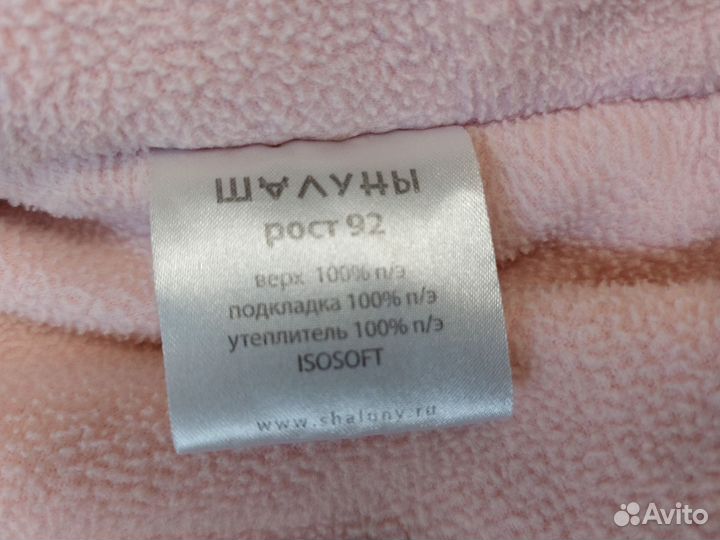 ШАЛУНЫ
рост 92
верх 100% п/э
подкладка 100% п/э
утеплитель 100% п/э
ISOSOFT
www.shaluny.ru
Avito